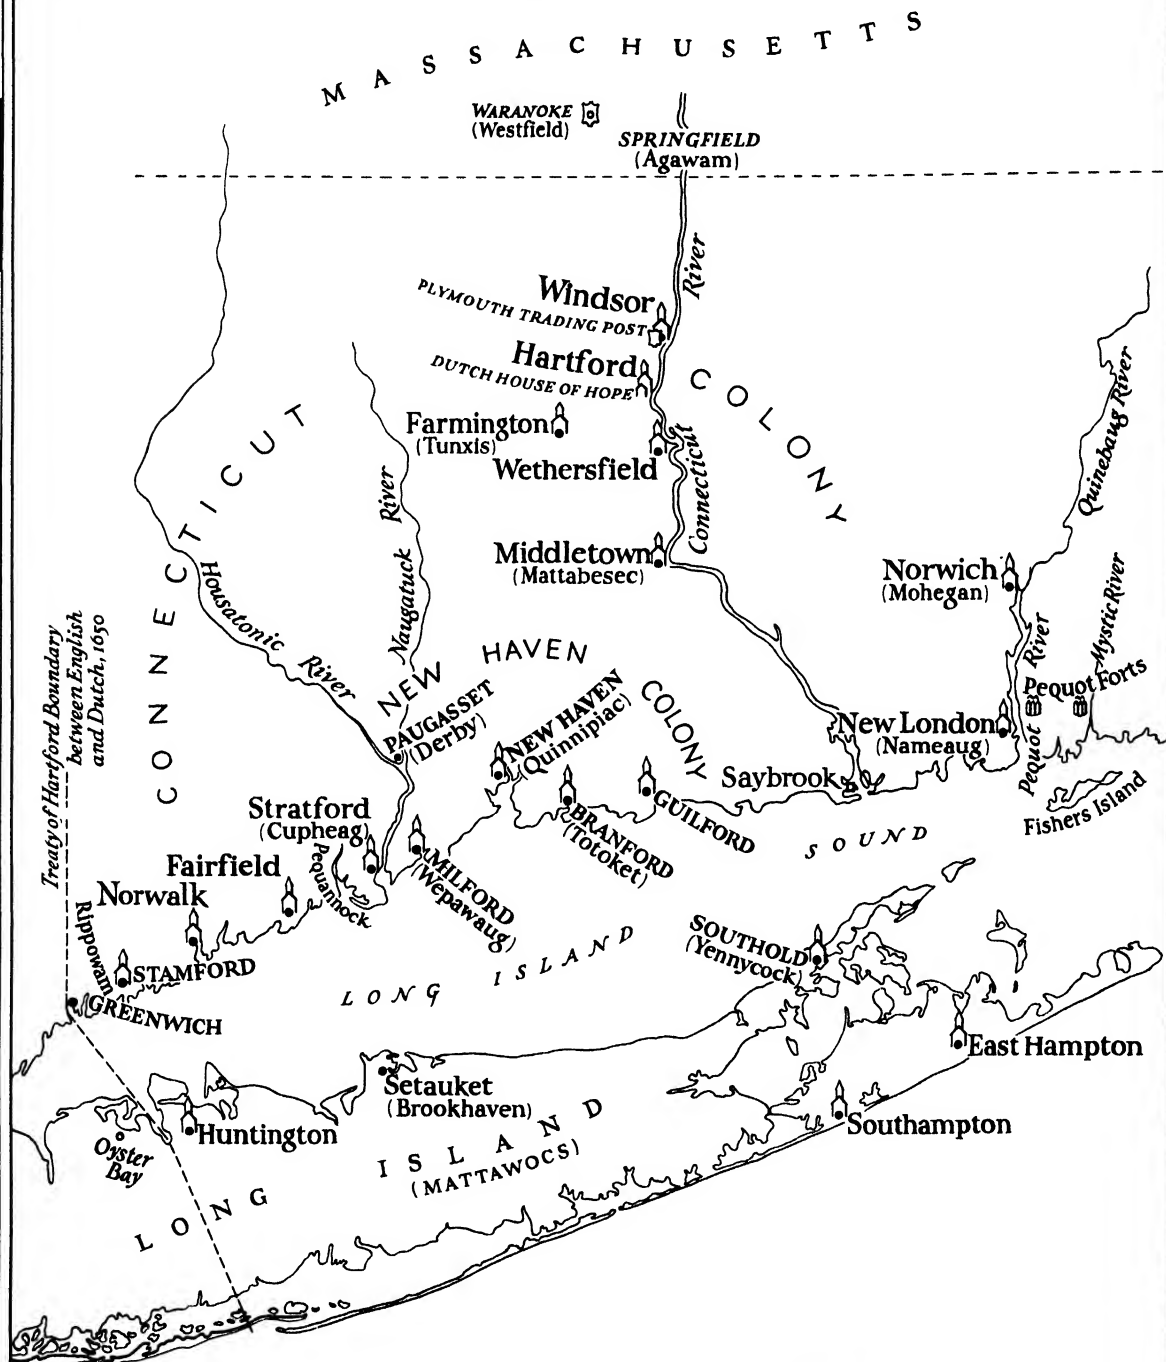 MASSACHUSETTS
WARANOKE
(Westfield)
SPRINGFIELD
(Agawam)
River
Windsor
PLYMOUTH TRADING POST
Hartford
DUTCH HOUSE OF HOPE
COLONY
Farmington
(Tunxis)
Wethersfield
Connecticut
Quinebaug River
CONNECTICUT
River
Naugatuck
Middletown
(Mattabesec)
Norwich
(Mohegan)
Housatonic River
Mystic River
River
Pequot
Pequot Forts
Treaty of Hartford Boundary
between English
and Dutch, 1650
NEW HAVEN COLONY
PAUGASSET
(Derby)
NEW HAVEN
(Quinnipiac)
New London
(Nameaug)
Saybrook
Fishers Island
Stratford
(Cupheag)
Pequannock
BRANFORD
(Totoket)
GUILFORD
MILFORD
(Wepawaug)
Fairfield
Norwalk
Rippowam
STAMFORD
GREENWICH
LONG ISLAND SOUND
SOUTHOLD
(Yennycock)
East Hampton
Setauket
(Brookhaven)
Southampton
Huntington
Oyster
Bay
LONG ISLAND
(MATTAWOCS)